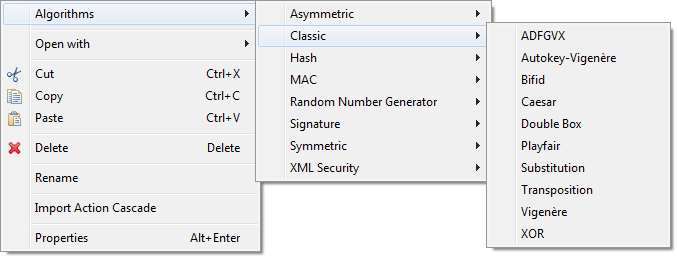 Algorithms
Open with
Cut Ctrl+X
Copy Ctrl+C
Paste Ctrl+V
Delete Delete
Rename
Import Action Cascade
Properties Alt+Enter
Asymmetric
Classic
Hash
MAC
Random Number Generator
Signature
Symmetric
XML Security
ADFGVX
Autokey-Vigenère
Bifid
Caesar
Double Box
Playfair
Substitution
Transposition
Vigenère
XOR